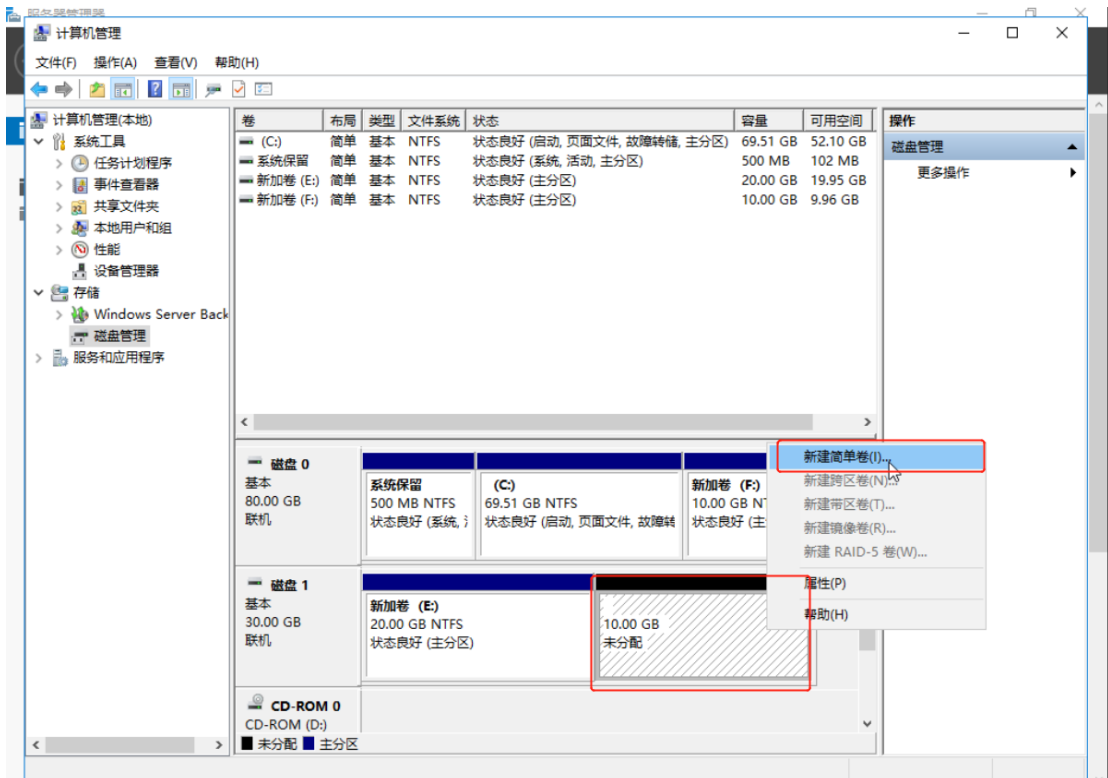 服务器管理器
计算机管理
文件(F) 操作(A) 查看(V) 帮助(H)
计算机管理(本地)
系统工具
任务计划程序
事件查看器
共享文件夹
本地用户和组
性能
设备管理器
存储
Windows Server Back
磁盘管理
服务和应用程序
卷 布局 类型 文件系统 状态 容量 可用空间
(C:) 简单 基本 NTFS 状态良好 (启动, 页面文件, 故障转储, 主分区) 69.51 GB 52.10 GB
系统保留 简单 基本 NTFS 状态良好 (系统, 活动, 主分区) 500 MB 102 MB
新加卷 (E:) 简单 基本 NTFS 状态良好 (主分区) 20.00 GB 19.95 GB
新加卷 (F:) 简单 基本 NTFS 状态良好 (主分区) 10.00 GB 9.96 GB
操作
磁盘管理
更多操作
磁盘 0
基本
80.00 GB
联机
系统保留
500 MB NTFS
状态良好 (系统,
(C:)
69.51 GB NTFS
状态良好 (启动, 页面文件, 故障转
新加卷 (F:)
10.00 GB
状态良好 (主
新建简单卷(I)...
新建跨区卷(N)...
新建带区卷(T)...
新建镜像卷(R)...
新建 RAID-5 卷(W)...
属性(P)
帮助(H)
磁盘 1
基本
30.00 GB
联机
新加卷 (E:)
20.00 GB NTFS
状态良好 (主分区)
10.00 GB
未分配
CD-ROM 0
CD-ROM (D:)
未分配 主分区